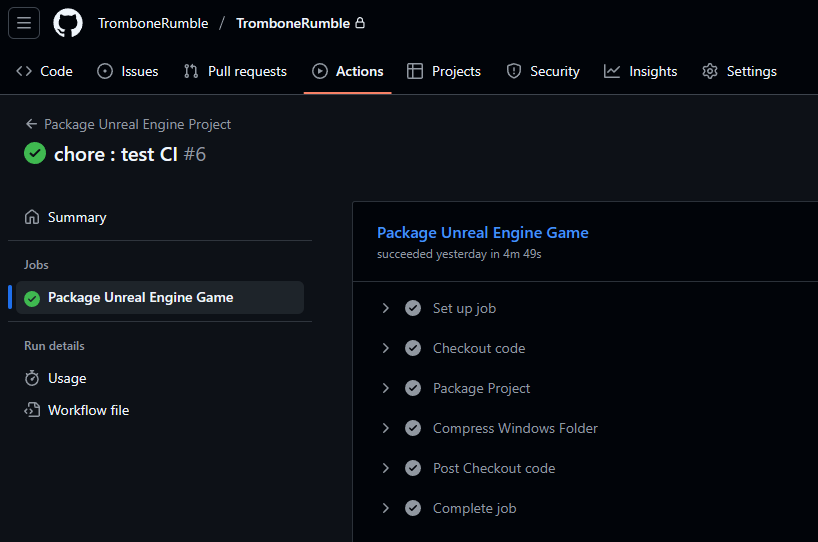 TromboneRumble / TromboneRumble
Code Issues Pull requests Actions Projects Security Insights Settings
Package Unreal Engine Project
chore : test CI #6
Summary
Jobs
Package Unreal Engine Game
Run details
Usage
Workflow file
Package Unreal Engine Game
succeeded yesterday in 4m 49s
Set up job
Checkout code
Package Project
Compress Windows Folder
Post Checkout code
Complete job